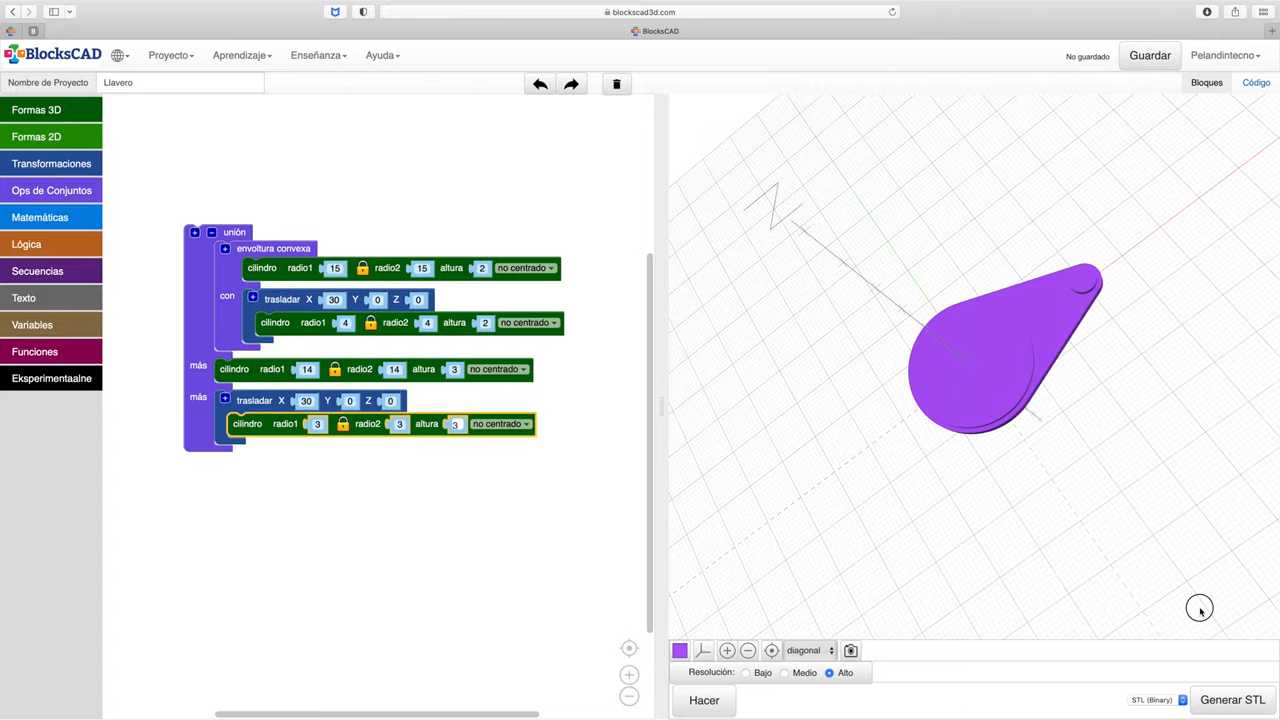 blockscad3d.com
B
BlocksCAD
BlocksCAD Proyecto Aprendizaje Enseñanza Ayuda No guardado Guardar Pelandintecno
Nombre de Proyecto Llavero Bloques Código
Formas 3D
Formas 2D
Transformaciones
Ops de Conjuntos
Matemáticas
Lógica
Secuencias
Texto
Variables
Funciones
Eksperimentaalne
+ - unión
+ envoltura convexa
cilindro radio1 15 radio2 15 altura 2 no centrado
con + trasladar X 30 Y 0 Z 0
cilindro radio1 4 radio2 4 altura 2 no centrado
más cilindro radio1 14 radio2 14 altura 3 no centrado
más + trasladar X 30 Y 0 Z 0
cilindro radio1 3 radio2 3 altura 3 no centrado
Z
diagonal
Resolución: Bajo Medio Alto
Hacer STL (Binary) Generar STL